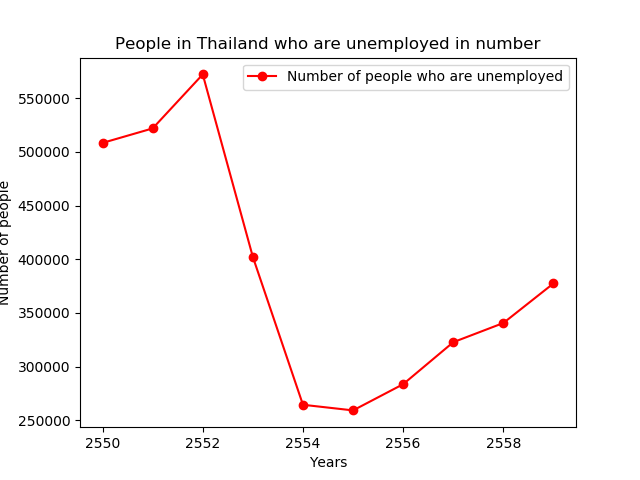 People in Thailand who are unemployed in number
Number of people who are unemployed
550000
500000
450000
400000
350000
300000
250000
Number of people
2550 2552 2554 2556 2558
Years